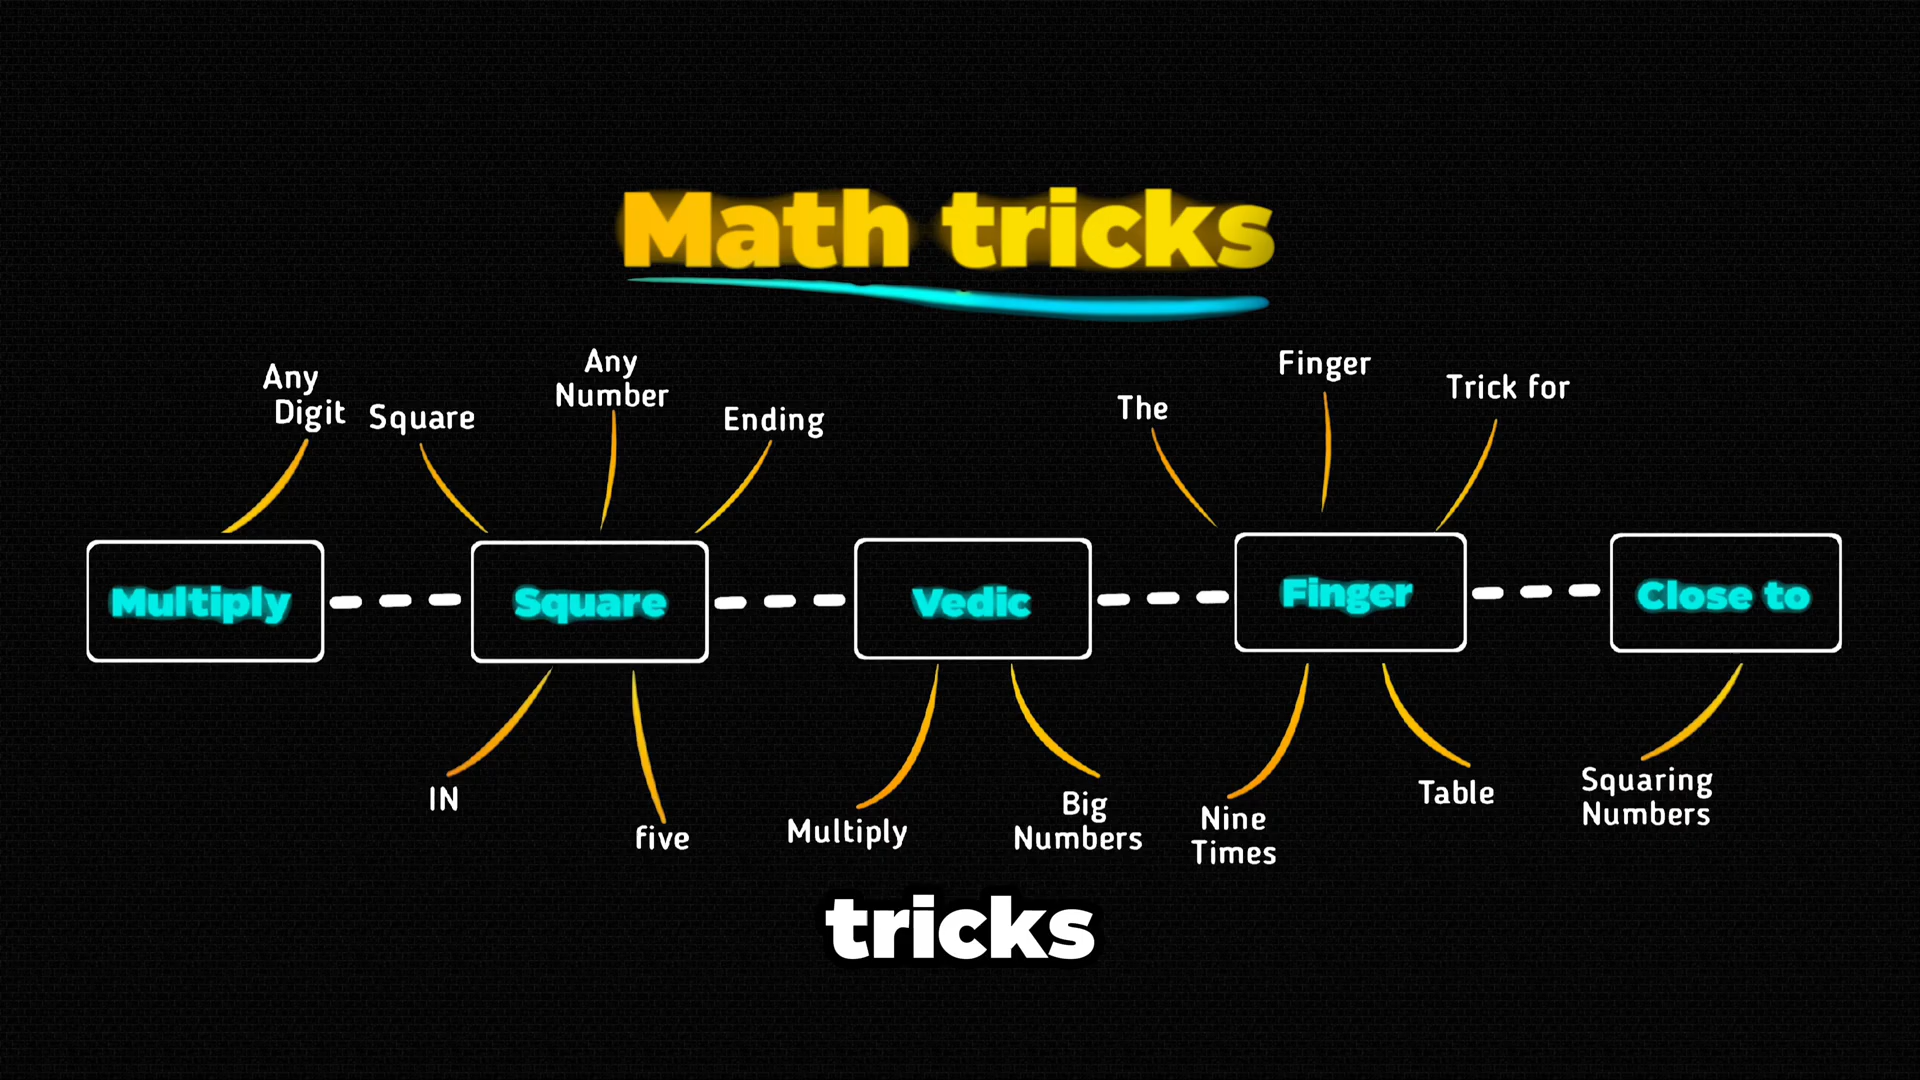 Math tricks
Any
Digit
Square
Any
Number
Ending
The
Finger
Trick for
Multiply
Square
Vedic
Finger
Close to
IN
five
Multiply
Big
Numbers
Nine
Times
Table
Squaring
Numbers
tricks